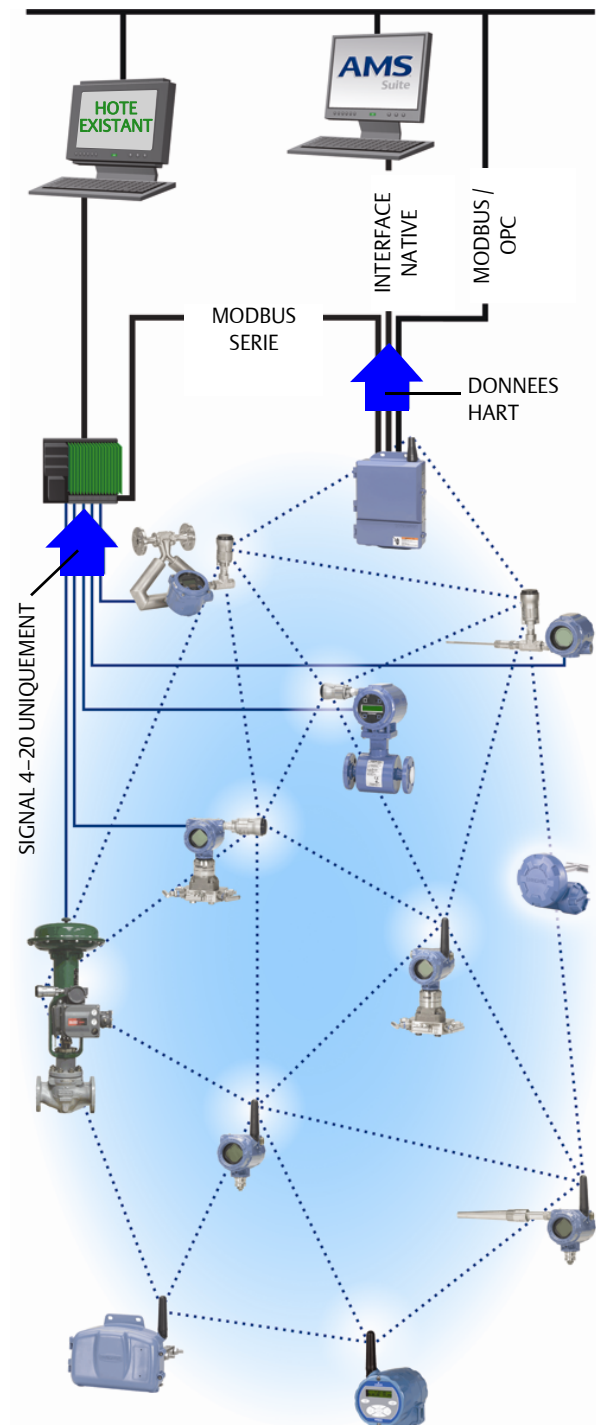 HOTE
EXISTANT
AMS
Suite
INTERFACE
NATIVE
MODBUS /
OPC
MODBUS
SERIE
DONNEES
HART
SIGNAL 4–20 UNIQUEMENT